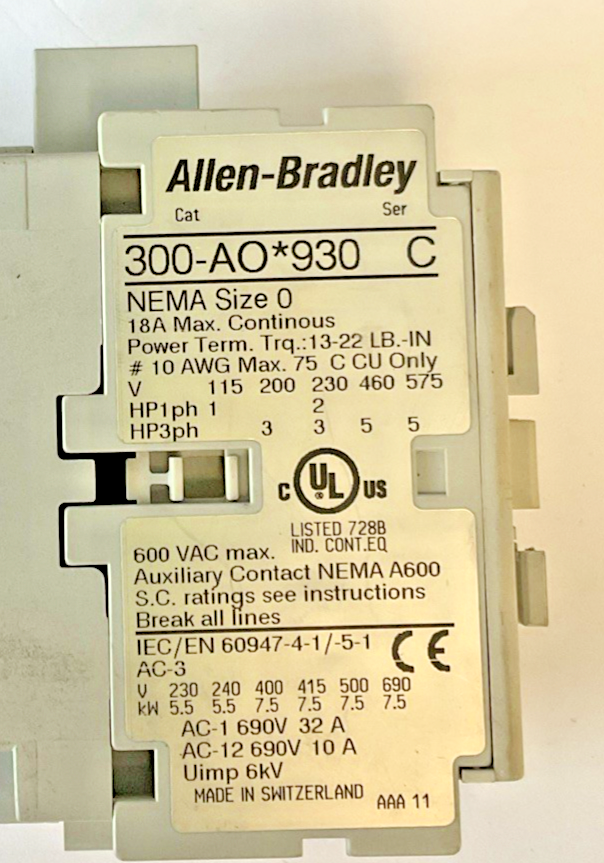 Allen-Bradley
Cat Ser
300-AO*930 C
NEMA Size 0
18A Max. Continous
Power Term. Trq.:13-22 LB.-IN
# 10 AWG Max. 75 C CU Only
V 115 200 230 460 575
HP1ph 1 2
HP3ph 3 3 5 5
C UL ® US
LISTED 728B
IND. CONT.EQ
600 VAC max.
Auxiliary Contact NEMA A600
S.C. ratings see instructions
Break all lines
IEC/EN 60947-4-1/-5-1
CE
AC-3
V 230 240 400 415 500 690
kW 5.5 5.5 7.5 7.5 7.5 7.5
AC-1 690V 32 A
AC-12 690V 10 A
Uimp 6kV
MADE IN SWITZERLAND AAA 11